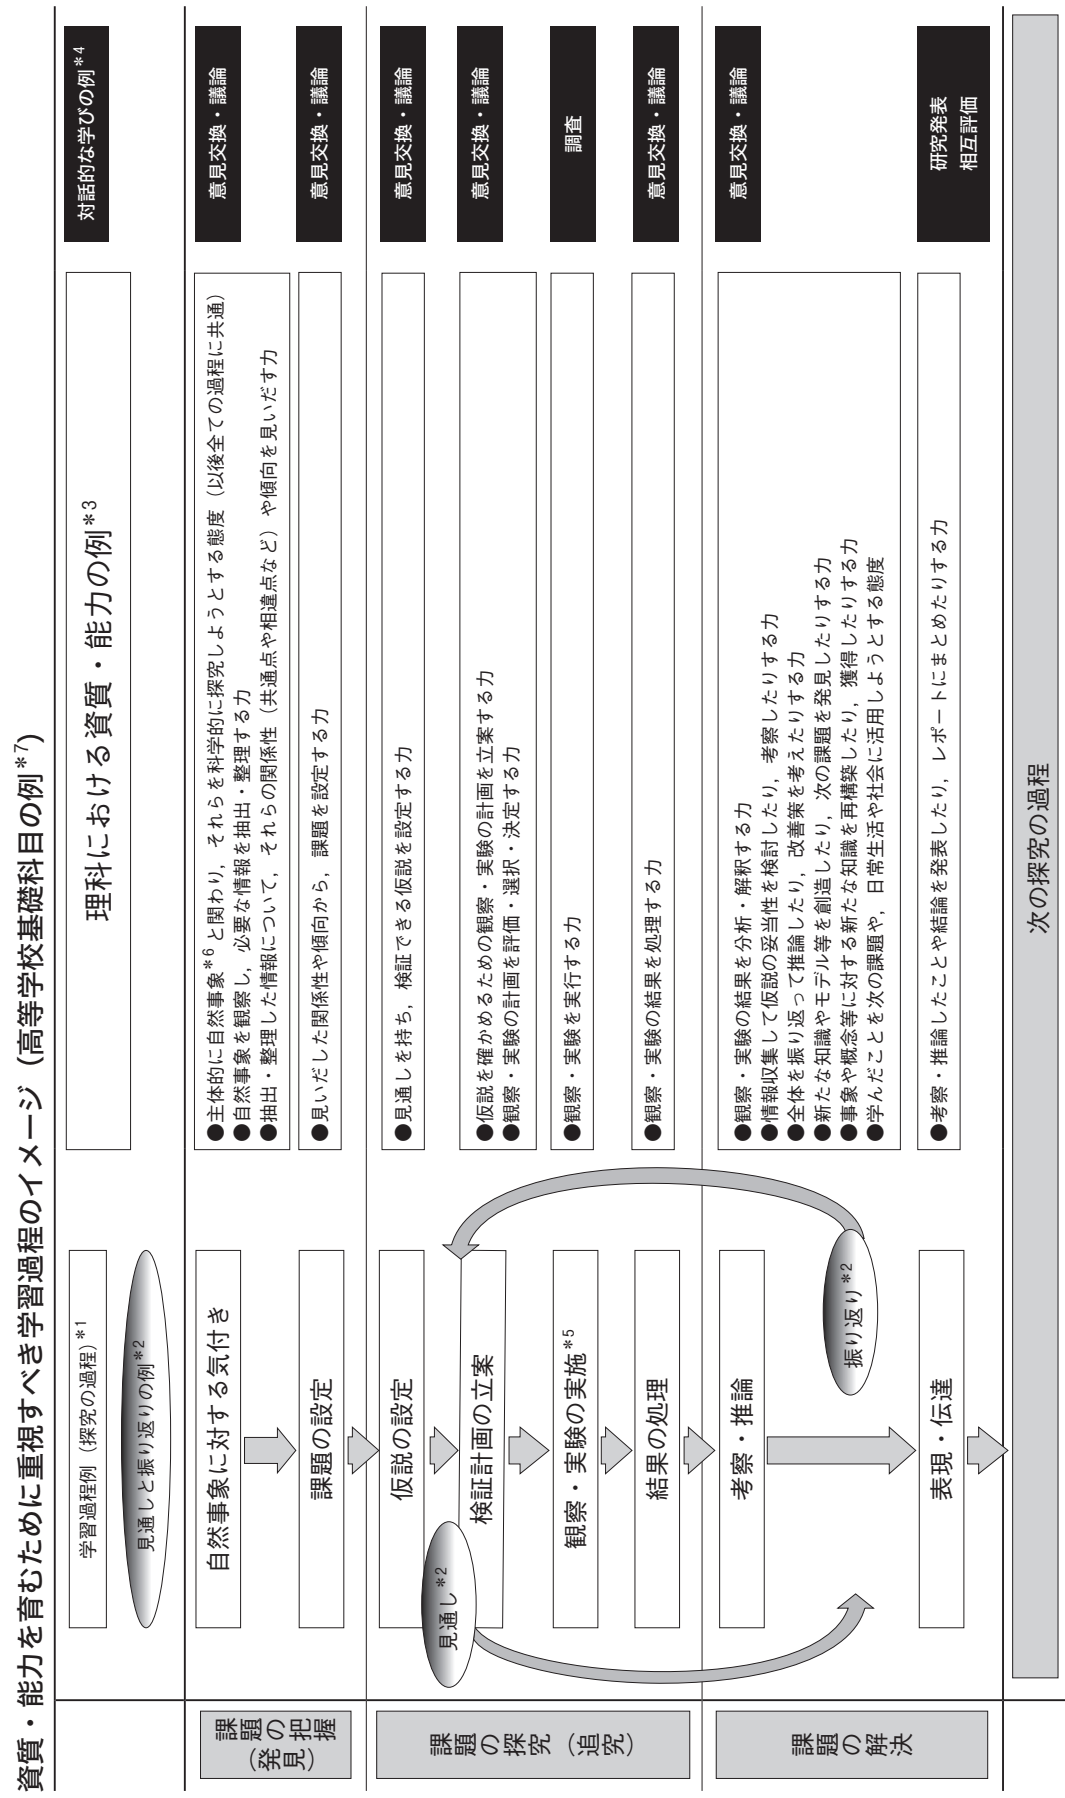 資質・能力を育むために重視すべき学習過程のイメージ（高等学校基礎科目の例*7）
学習過程例（探究の過程）*1
見通しと振り返りの例*2
理科における資質・能力の例*3
対話的な学びの例*4
課題の把握
（発見）
自然事象に対する気付き
●主体的に自然事象*6と関わり，それらを科学的に探究しようとする態度（以後全ての過程に共通）
●自然事象を観察し，必要な情報を抽出・整理する力
●抽出・整理した情報について，それらの関係性（共通点や相違点など）や傾向を見いだす力
意見交換・議論
課題の設定
●見いだした関係性や傾向から，課題を設定する力
意見交換・議論
課題の探究（追究）
仮説の設定
●見通しを持ち，検証できる仮説を設定する力
意見交換・議論
見通し*2
検証計画の立案
●仮説を確かめるための観察・実験の計画を立案する力
●観察・実験の計画を評価・選択・決定する力
意見交換・議論
観察・実験の実施*5
●観察・実験を実行する力
調査
結果の処理
●観察・実験の結果を処理する力
意見交換・議論
課題の解決
考察・推論
●観察・実験の結果を分析・解釈する力
●情報収集して仮説の妥当性を検討したり，考察したりする力
●全体を振り返って推論したり，改善策を考えたりする力
●新たな知識やモデル等を創造したり，次の課題を発見したりする力
●事象や概念等に対する新たな知識を再構築したり，獲得したりする力
●学んだことを次の課題や，日常生活や社会に活用しようとする態度
意見交換・議論
振り返り*2
表現・伝達
●考察・推論したことや結論を発表したり，レポートにまとめたりする力
研究発表
相互評価
次の探究の過程